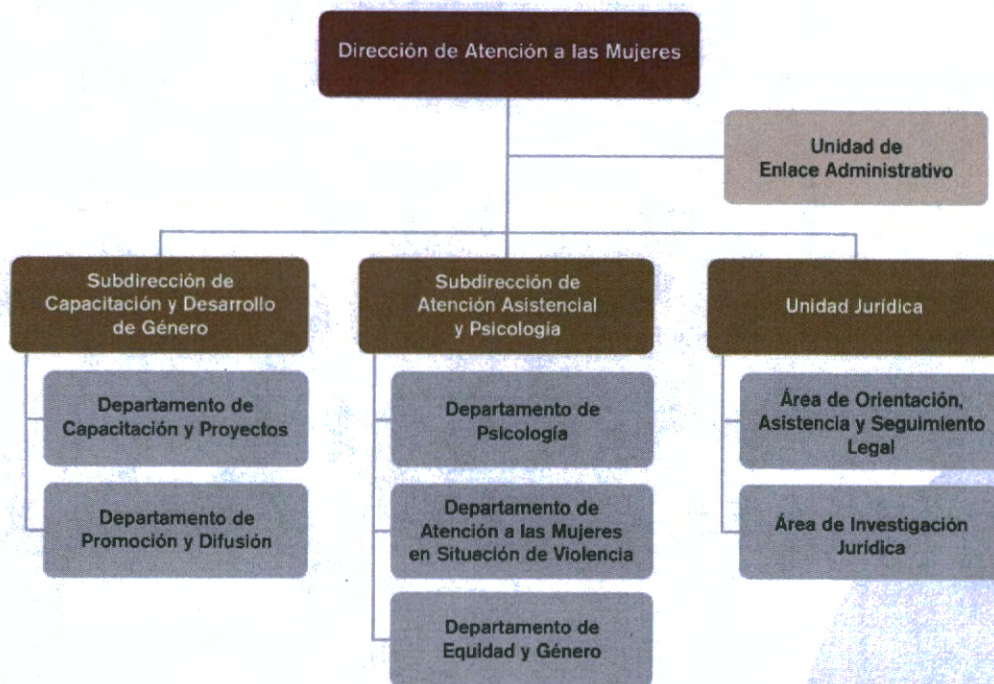 Dirección de Atención a las Mujeres
Unidad de
Enlace Administrativo
Subdirección de
Capacitación y Desarrollo
de Género
Departamento de
Capacitación y Proyectos
Departamento de
Promoción y Difusión
Subdirección de
Atención Asistencial
y Psicología
Departamento de
Psicología
Departamento de
Atención a las Mujeres
en Situación de Violencia
Departamento de
Equidad y Género
Unidad Jurídica
Área de Orientación,
Asistencia y Seguimiento
Legal
Área de Investigación
Jurídica